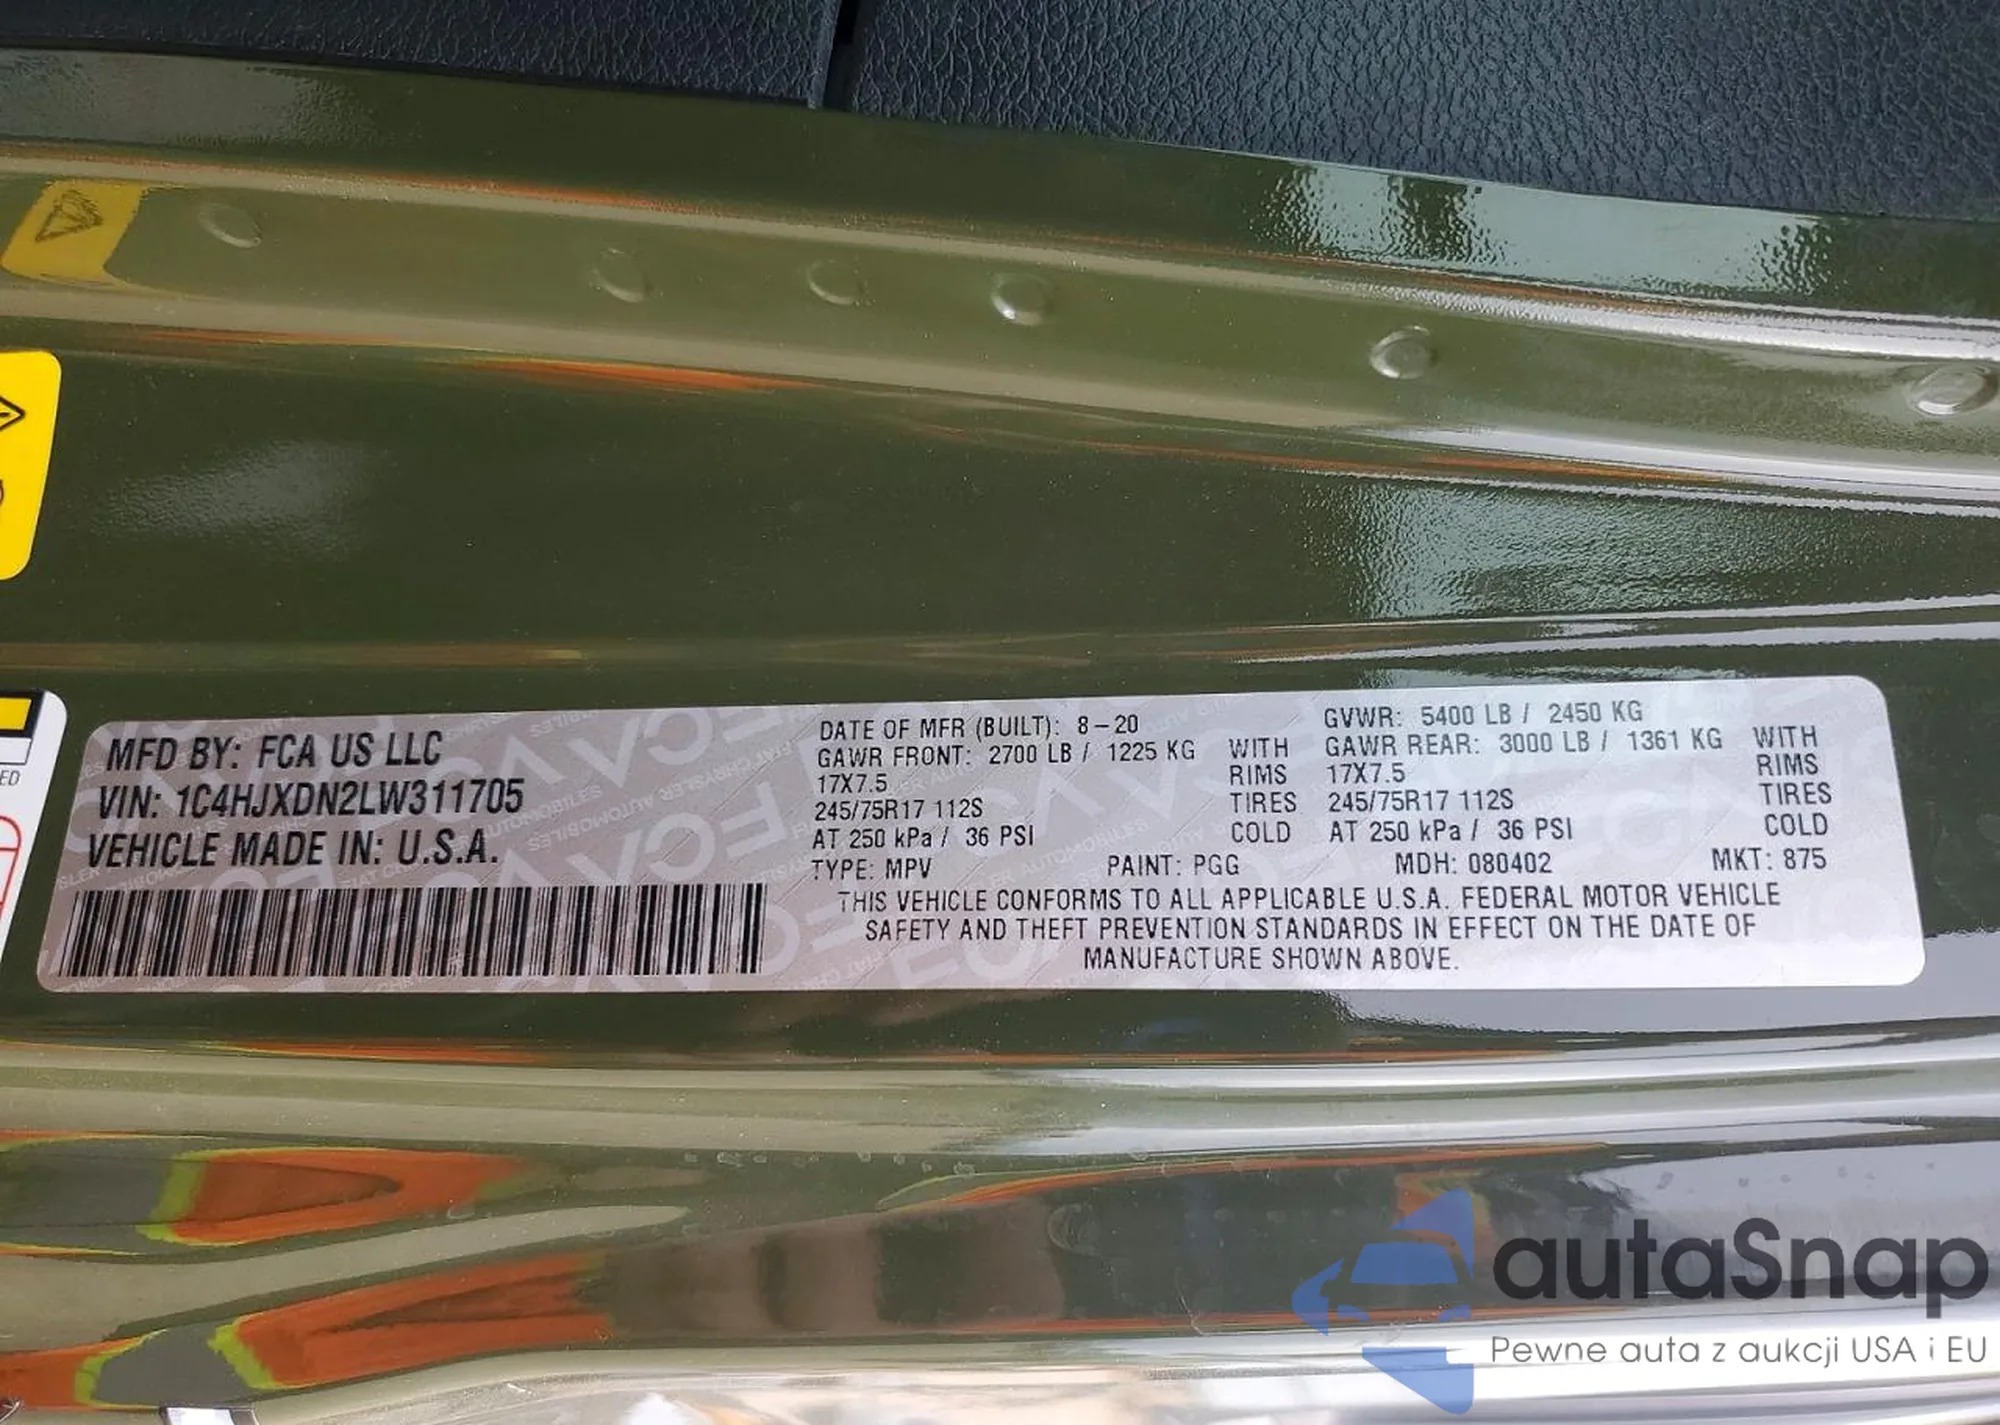 MFD BY: FCA US LLC
VIN: 1C4HJXDN2LW311705
VEHICLE MADE IN: U.S.A.
DATE OF MFR (BUILT): 8-20 GVWR: 5400 LB / 2450 KG
GAWR FRONT: 2700 LB / 1225 KG WITH GAWR REAR: 3000 LB / 1361 KG WITH
17X7.5 RIMS 17X7.5 RIMS
245/75R17 112S TIRES 245/75R17 112S TIRES
AT 250 kPa / 36 PSI COLD AT 250 kPa / 36 PSI COLD
TYPE: MPV PAINT: PGG MDH: 080402 MKT: 875
THIS VEHICLE CONFORMS TO ALL APPLICABLE U.S.A. FEDERAL MOTOR VEHICLE
SAFETY AND THEFT PREVENTION STANDARDS IN EFFECT ON THE DATE OF
MANUFACTURE SHOWN ABOVE.
autaSnap
Pewne auta z aukcji USA i EU